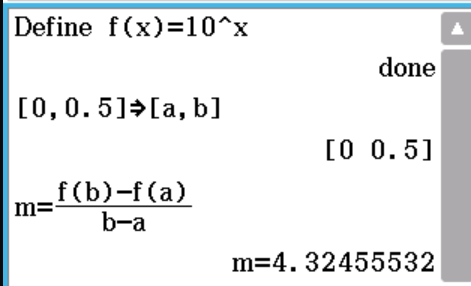 Define f(x)=10^x
done
[0,0.5]⇒[a,b]
[0 0.5]
m=f(b)−f(a)/b−a
m=4.32455532